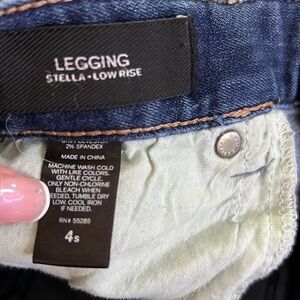 LEGGING
STELLA • LOW RISE
2% SPANDEX
MADE IN CHINA
MACHINE WASH COLD
WITH LIKE COLORS.
GENTLE CYCLE.
ONLY NON-CHLORINE
BLEACH WHEN
EEDED. TUMBLE DRY
LOW. COOL IRON
IF NEEDED.
RN# 55285
4s